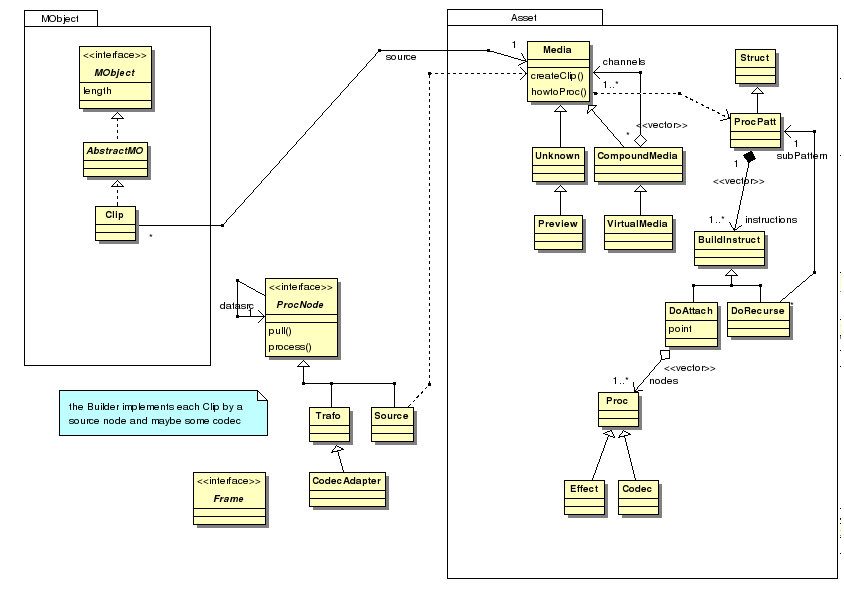 MObject
<<interface>>
MObject
length
AbstractMO
Clip
*
source
Asset
1
Media
createClip()
howtoProc()
channels
1..*
*
<<vector>>
Struct
ProcPatt
1
subPattern
1
<<vector>>
1..*
instructions
Unknown
CompoundMedia
Preview
VirtualMedia
BuildInstruct
DoAttach
point
DoRecurse
*
<<vector>>
1..*
nodes
Proc
Effect
Codec
<<interface>>
ProcNode
pull()
process()
datasrc
1
Trafo
Source
CodecAdapter
the Builder implements each Clip by a
source node and maybe some codec
<<interface>>
Frame